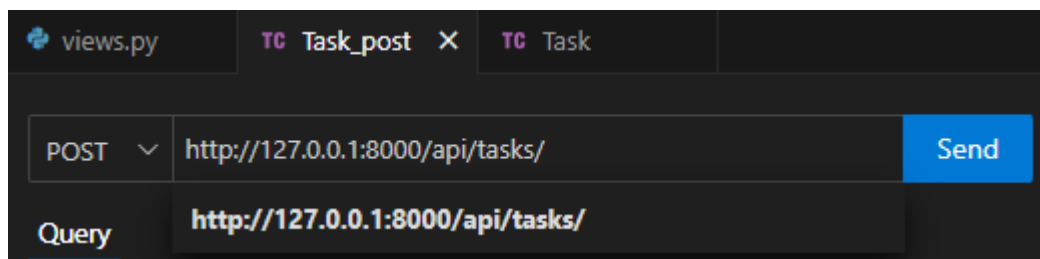 views.py TC Task_post TC Task
POST http://127.0.0.1:8000/api/tasks/ Send
http://127.0.0.1:8000/api/tasks/
Query